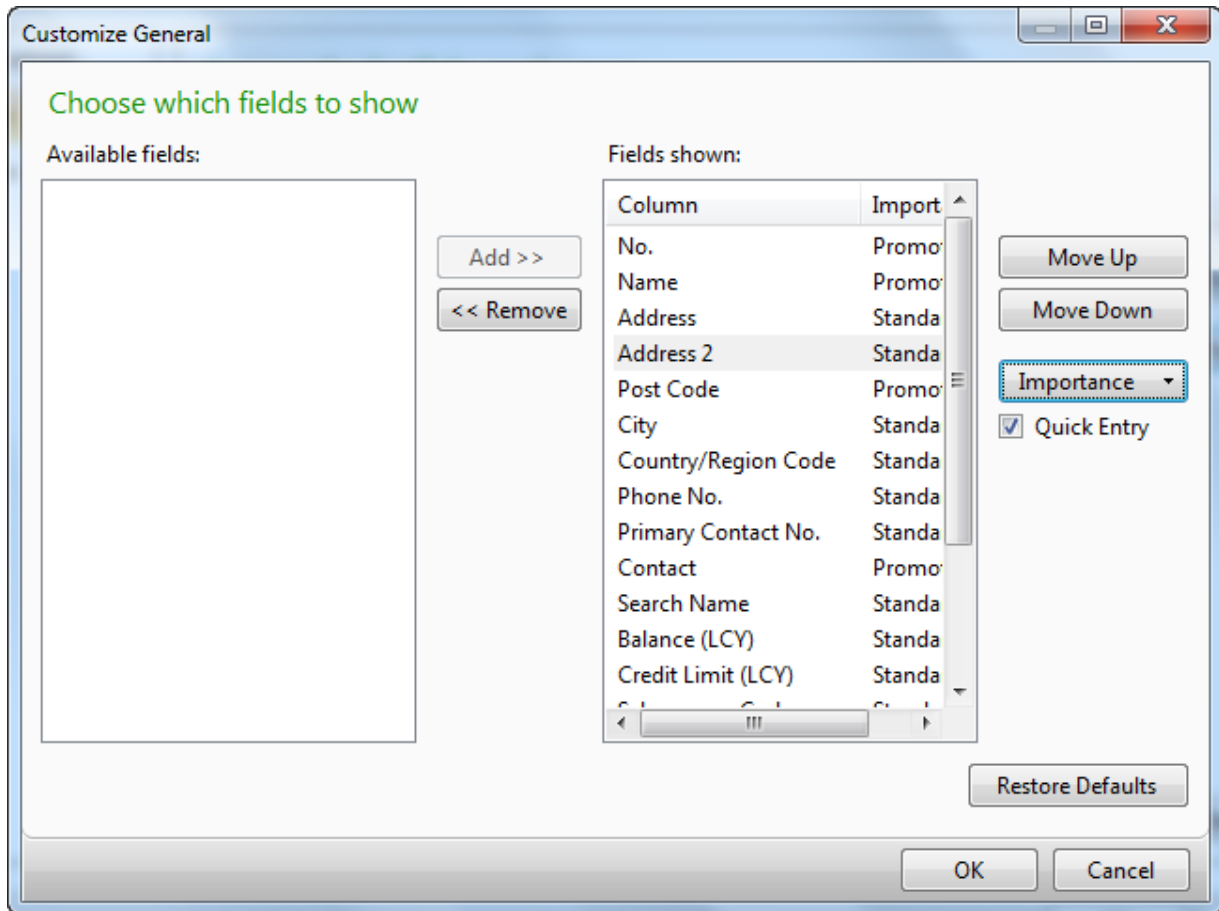 Customize General
Choose which fields to show
Available fields:
Fields shown:
Column Import
No. Promo
Name Promo
Address Standa
Address 2 Standa
Post Code Promo
City Standa
Country/Region Code Standa
Phone No. Standa
Primary Contact No. Standa
Contact Promo
Search Name Standa
Balance (LCY) Standa
Credit Limit (LCY) Standa
Add >>
<< Remove
Move Up
Move Down
Importance
Quick Entry
Restore Defaults
OK
Cancel